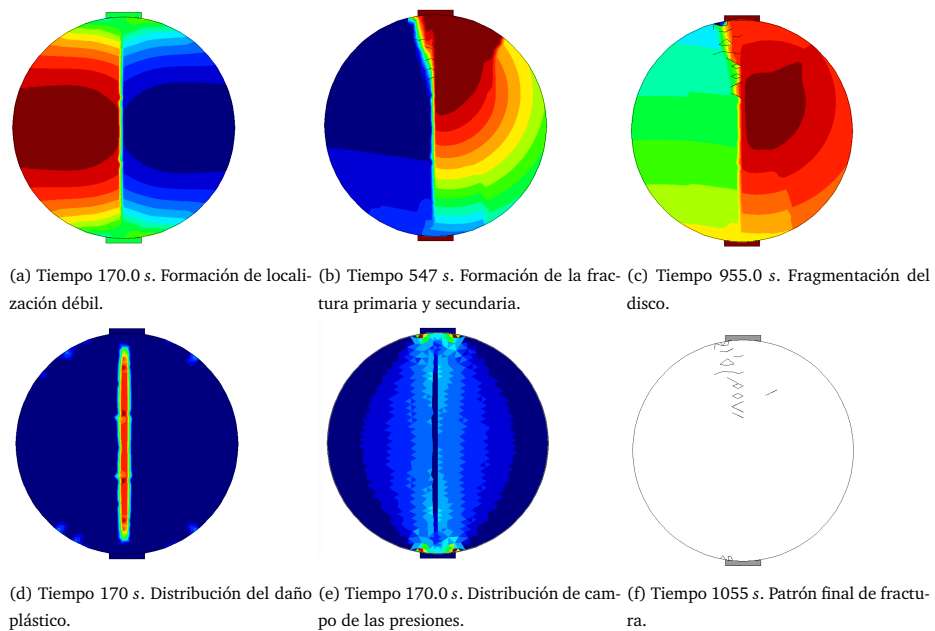 (a) Tiempo 170.0 s. Formación de locali-
zación débil.
(b) Tiempo 547 s. Formación de la frac-
tura primaria y secundaria.
(c) Tiempo 955.0 s. Fragmentación del
disco.
(d) Tiempo 170 s. Distribución del daño
plástico.
(e) Tiempo 170.0 s. Distribución de cam-
po de las presiones.
(f) Tiempo 1055 s. Patrón final de fractu-
ra.